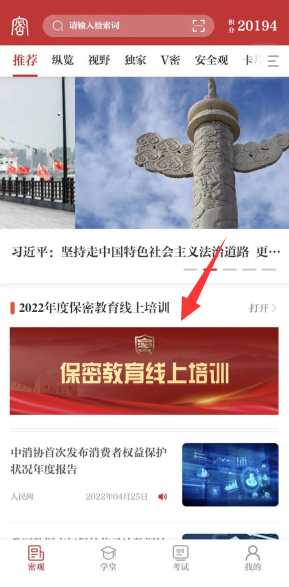 密
请输入检索词
积分 20194
推荐 纵览 视野 独家 V密 安全观 卡片
习近平：坚持走中国特色社会主义法治道路 更…
2022年度保密教育线上培训 打开 >
保密教育线上培训
中消协首次发布消费者权益保护
状况年度报告
人民网 2022年04月25日
密观 学堂 考试 我的